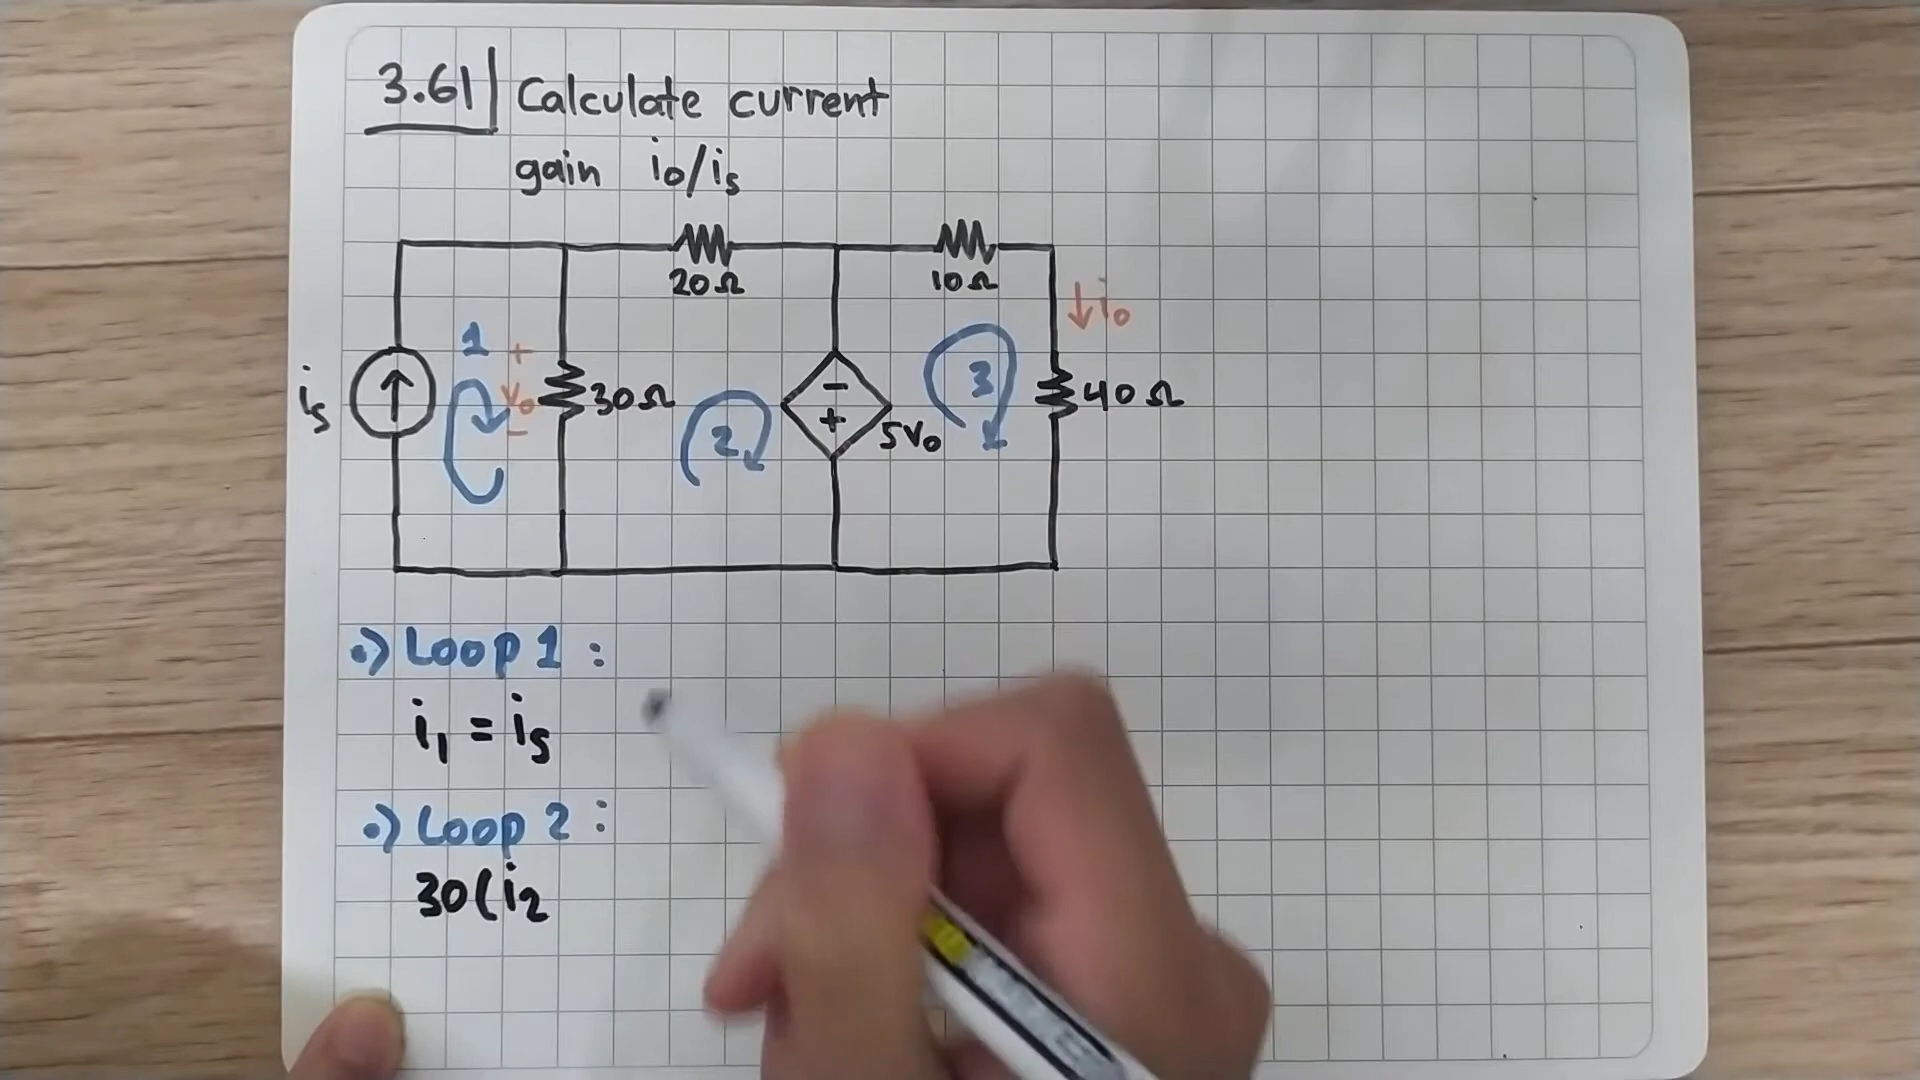 3.61 Calculate current
gain io/is
20Ω
10Ω
io
1
+
vo
-
30Ω
2
-
+
5vo
3
40Ω
is
•) Loop 1 :
i1 = is
•) Loop 2 :
30(i2